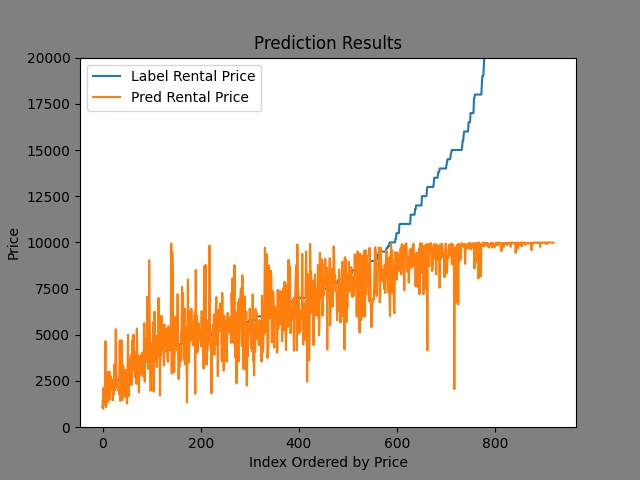 Prediction Results
20000
17500
15000
12500
10000
7500
5000
2500
0
Price
Label Rental Price
Pred Rental Price
0 200 400 600 800
Index Ordered by Price